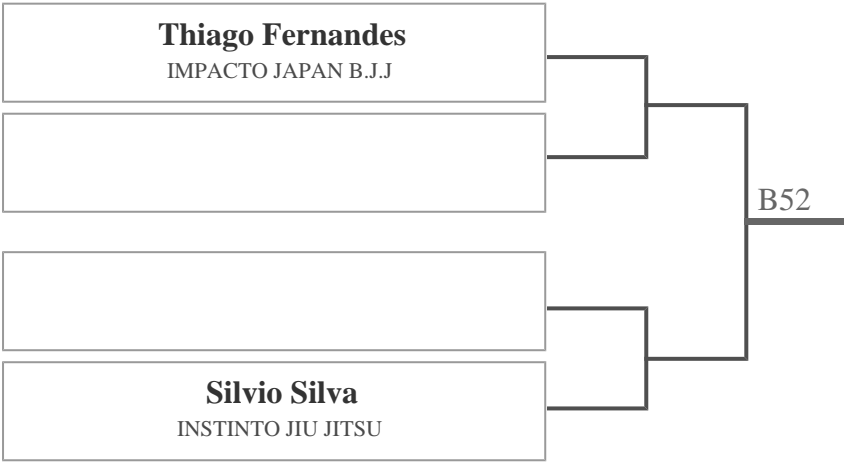 Thiago Fernandes
IMPACTO JAPAN B.J.J
B52
Silvio Silva
INSTINTO JIU JITSU